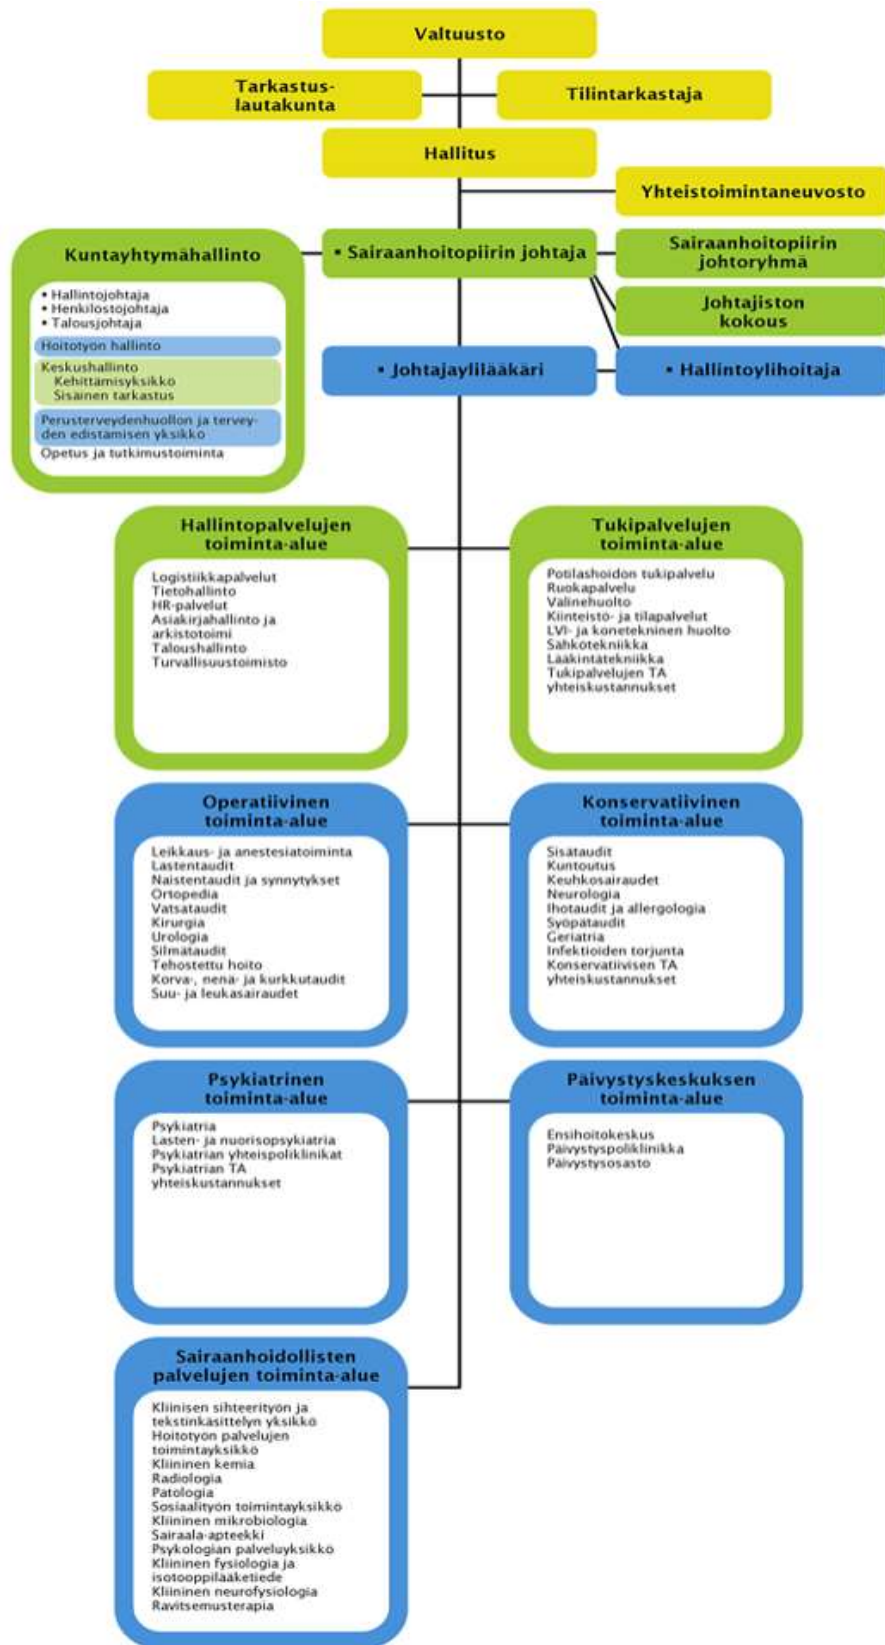 Valtuusto
Tarkastus-
lautakunta
Tilintarkastaja
Hallitus
Yhteistoimintaneuvosto
Kuntayhtymähallinto
• Hallintojohtaja
• Henkilöstöjohtaja
• Talousjohtaja
Hoitotyön hallinto
Keskushallinto
Kehittämisyksikkö
Sisäinen tarkastus
Perusterveydenhuollon ja tervey-
den edistämisen yksikkö
Opetus ja tutkimustoiminta
• Sairaanhoitopiirin johtaja
Sairaanhoitopiirin
johtoryhmä
Johtajiston
kokous
• Johtajaylilääkäri
• Hallintoylihoitaja
Hallintopalvelujen
toiminta-alue
Logistiikkapalvelut
Tietohallinto
HR-palvelut
Asiakirjahallinto ja
arkistotoimi
Taloushallinto
Turvallisuustoimisto
Tukipalvelujen
toiminta-alue
Potilashoidon tukipalvelu
Ruokapalvelu
Välinehuolto
Kiinteistö- ja tilapalvelut
LVI- ja konetekninen huolto
Sähkötekniikka
Lääkintätekniikka
Tukipalvelujen TA
yhteiskustannukset
Operatiivinen
toiminta-alue
Leikkaus- ja anestesiatoiminta
Lastentaudit
Naistentaudit ja synnytykset
Ortopedia
Vatsataudit
Kirurgia
Urologia
Silmätaudit
Tehostettu hoito
Korva-, nenä- ja kurkkutaudit
Suu- ja leukasairaudet
Konservatiivinen
toiminta-alue
Sisätaudit
Kuntoutus
Keuhkosairaudet
Neurologia
Ihotaudit ja allergologia
Syöpätaudit
Geriatria
Infektioiden torjunta
Konservatiivisen TA
yhteiskustannukset
Psykiatrinen
toiminta-alue
Psykiatria
Lasten- ja nuorisopsykiatria
Psykiatrian yhteispoliklinikat
Psykiatrian TA
yhteiskustannukset
Päivystyskeskuksen
toiminta-alue
Ensihoitokeskus
Päivystyspoliklinikka
Päivystysosasto
Sairaanhoidollisten
palvelujen toiminta-alue
Kliinisen sihteerityön ja
tekstinkäsittelyn yksikkö
Hoitotyön palvelujen
toimintayksikkö
Kliininen kemia
Radiologia
Patologia
Sosiaalityön toimintayksikkö
Kliininen mikrobiologia
Sairaala-apteekki
Psykologian palveluyksikkö
Kliininen fysiologia ja
isotooppilääketiede
Kliininen neurofysiologia
Ravitsemusterapia